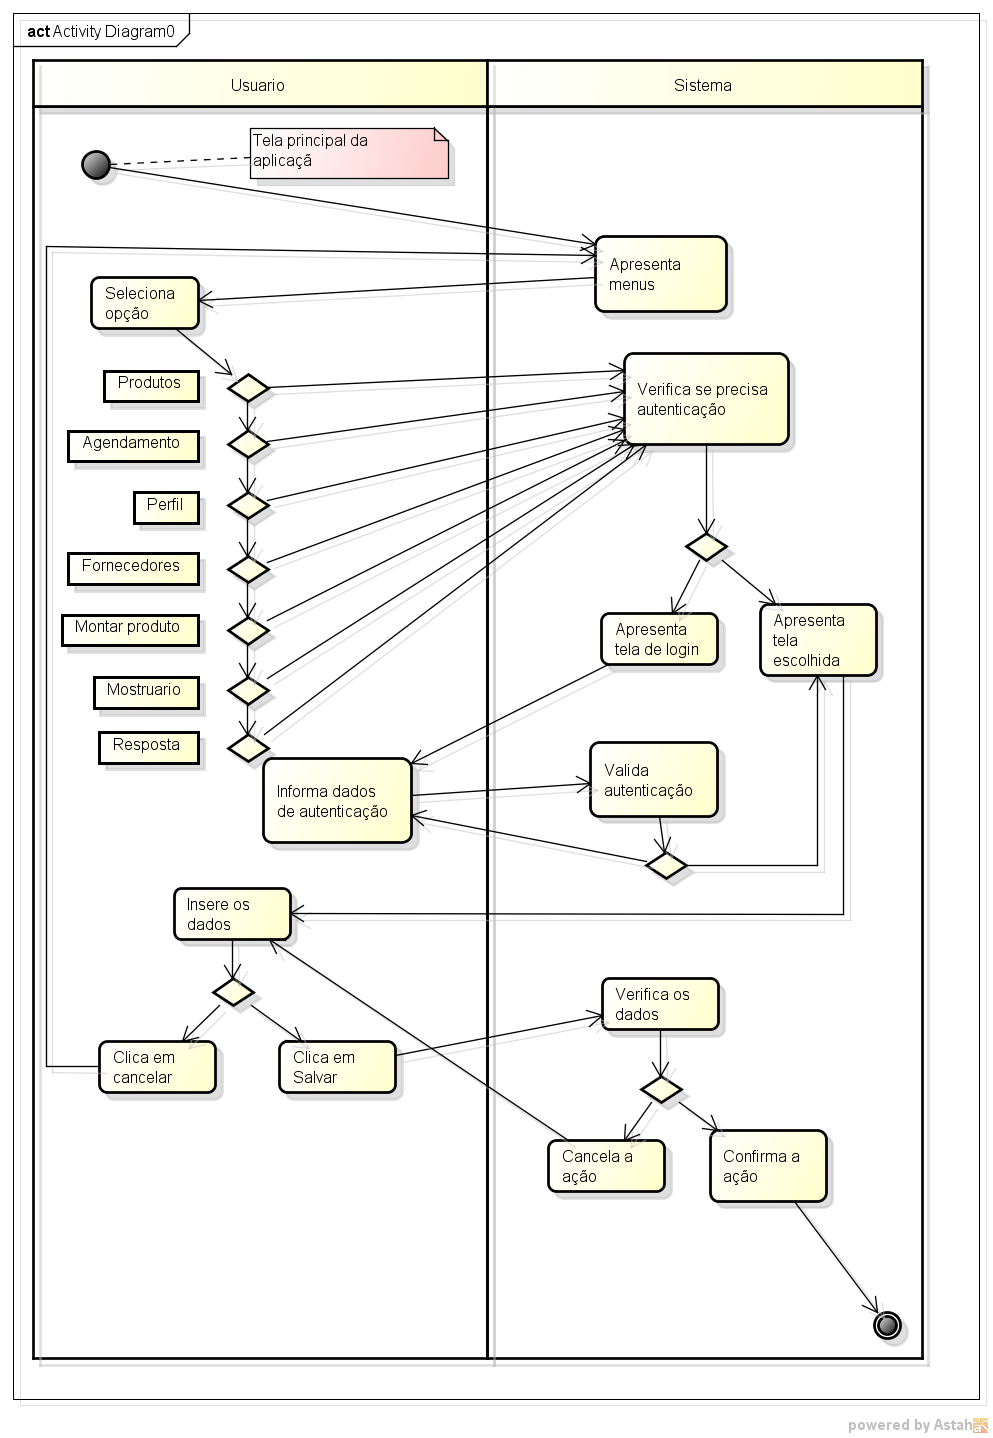 act Activity Diagram0
Usuario
Sistema
Tela principal da
aplicaçã
Apresenta
menus
Seleciona
opção
Produtos
Verifica se precisa
autenticação
Agendamento
Perfil
Fornecedores
Montar produto
Apresenta
tela de login
Apresenta
tela
escolhida
Mostruario
Resposta
Informa dados
de autenticação
Valida
autenticação
Insere os
dados
Verifica os
dados
Clica em
cancelar
Clica em
Salvar
Cancela a
ação
Confirma a
ação
powered by Astah